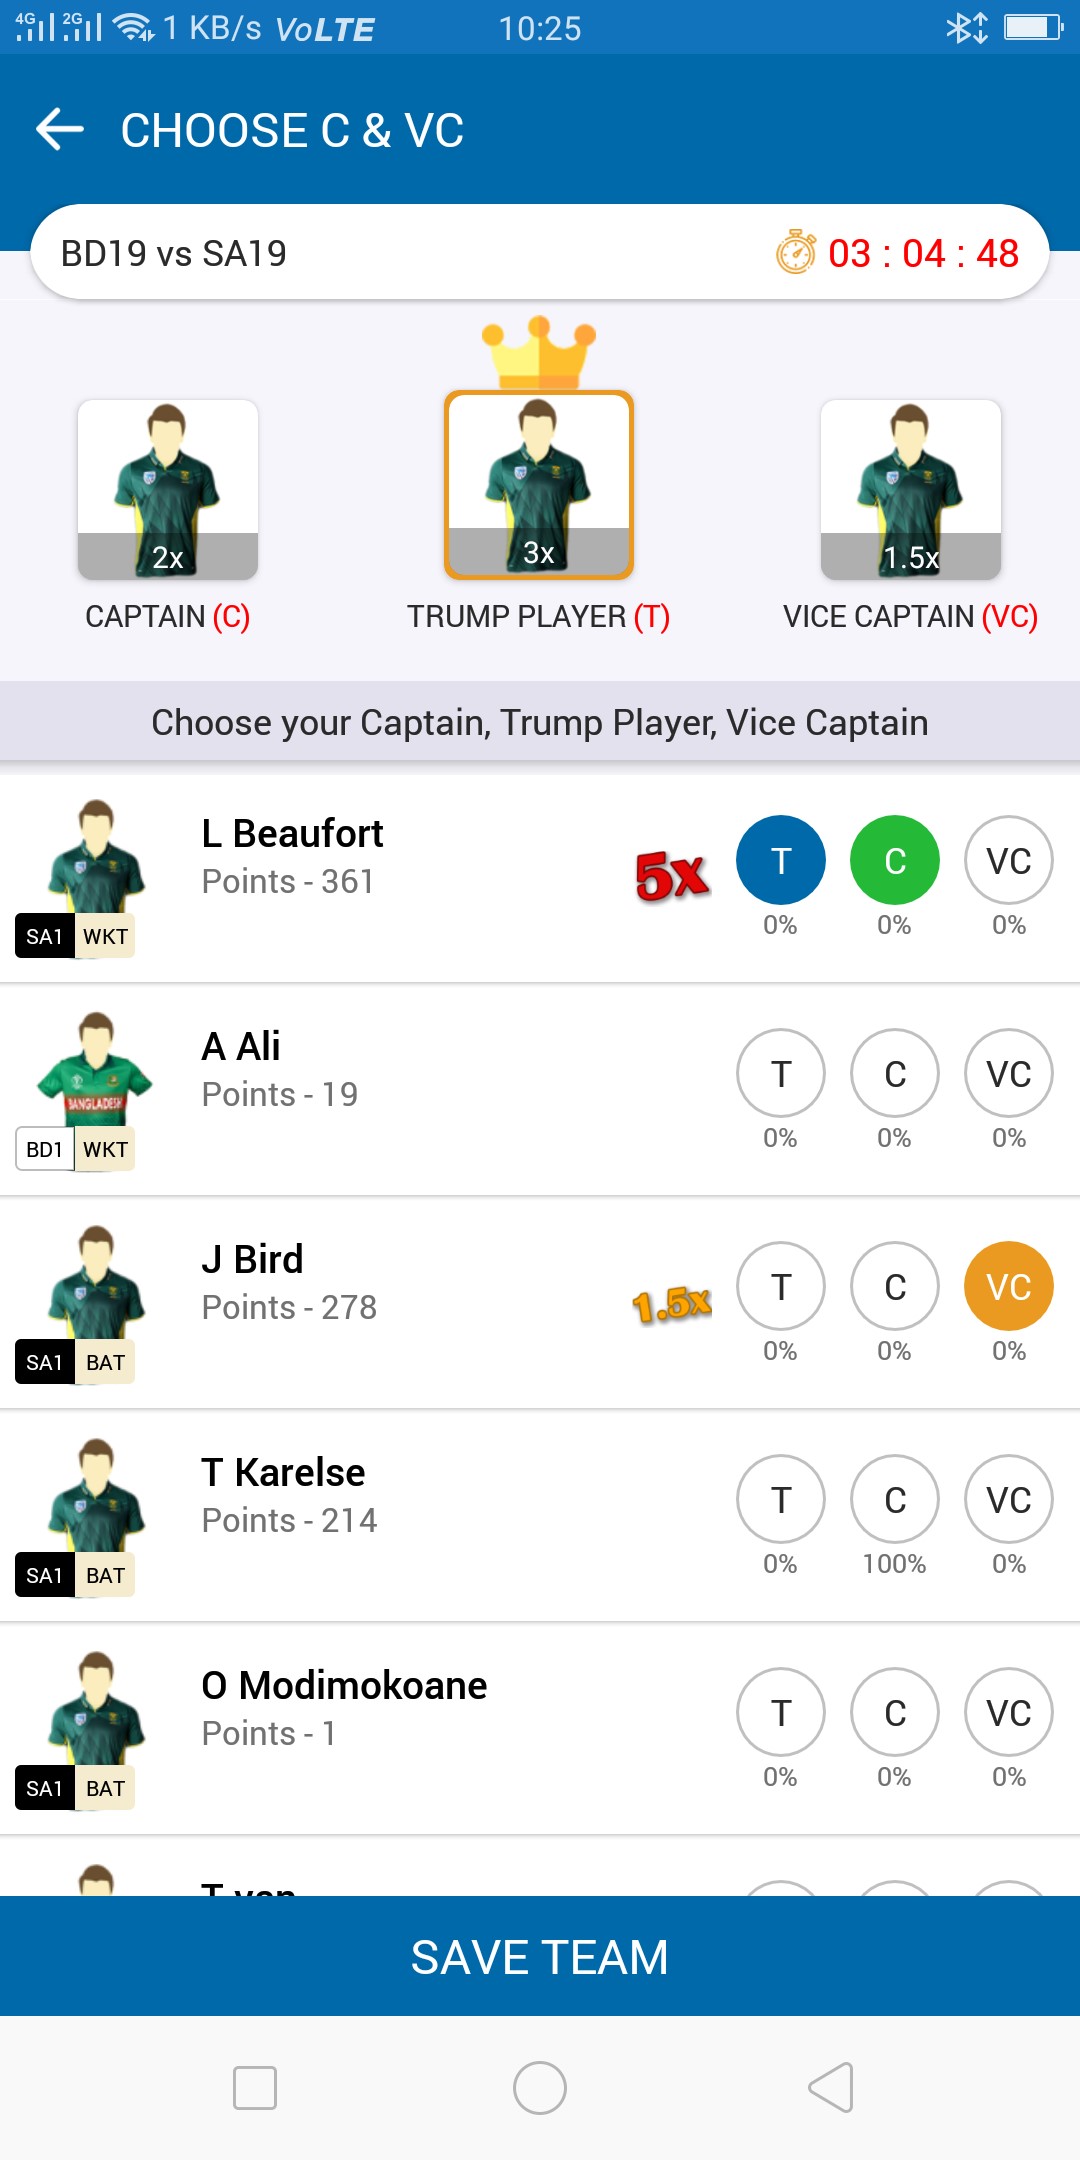 4G 2G 1 KB/s VoLTE 10:25
CHOOSE C & VC
BD19 vs SA19 03 : 04 : 48
2x 3x 1.5x
CAPTAIN (C) TRUMP PLAYER (T) VICE CAPTAIN (VC)
Choose your Captain, Trump Player, Vice Captain
L Beaufort
Points - 361
5x T C VC
0% 0% 0%
SA1 WKT
A Ali
Points - 19
T C VC
BANGLADESH
0% 0% 0%
BD1 WKT
J Bird
Points - 278
1.5x T C VC
0% 0% 0%
SA1 BAT
T Karelse
Points - 214
T C VC
0% 100% 0%
SA1 BAT
O Modimokoane
Points - 1
T C VC
0% 0% 0%
SA1 BAT
T van
SAVE TEAM